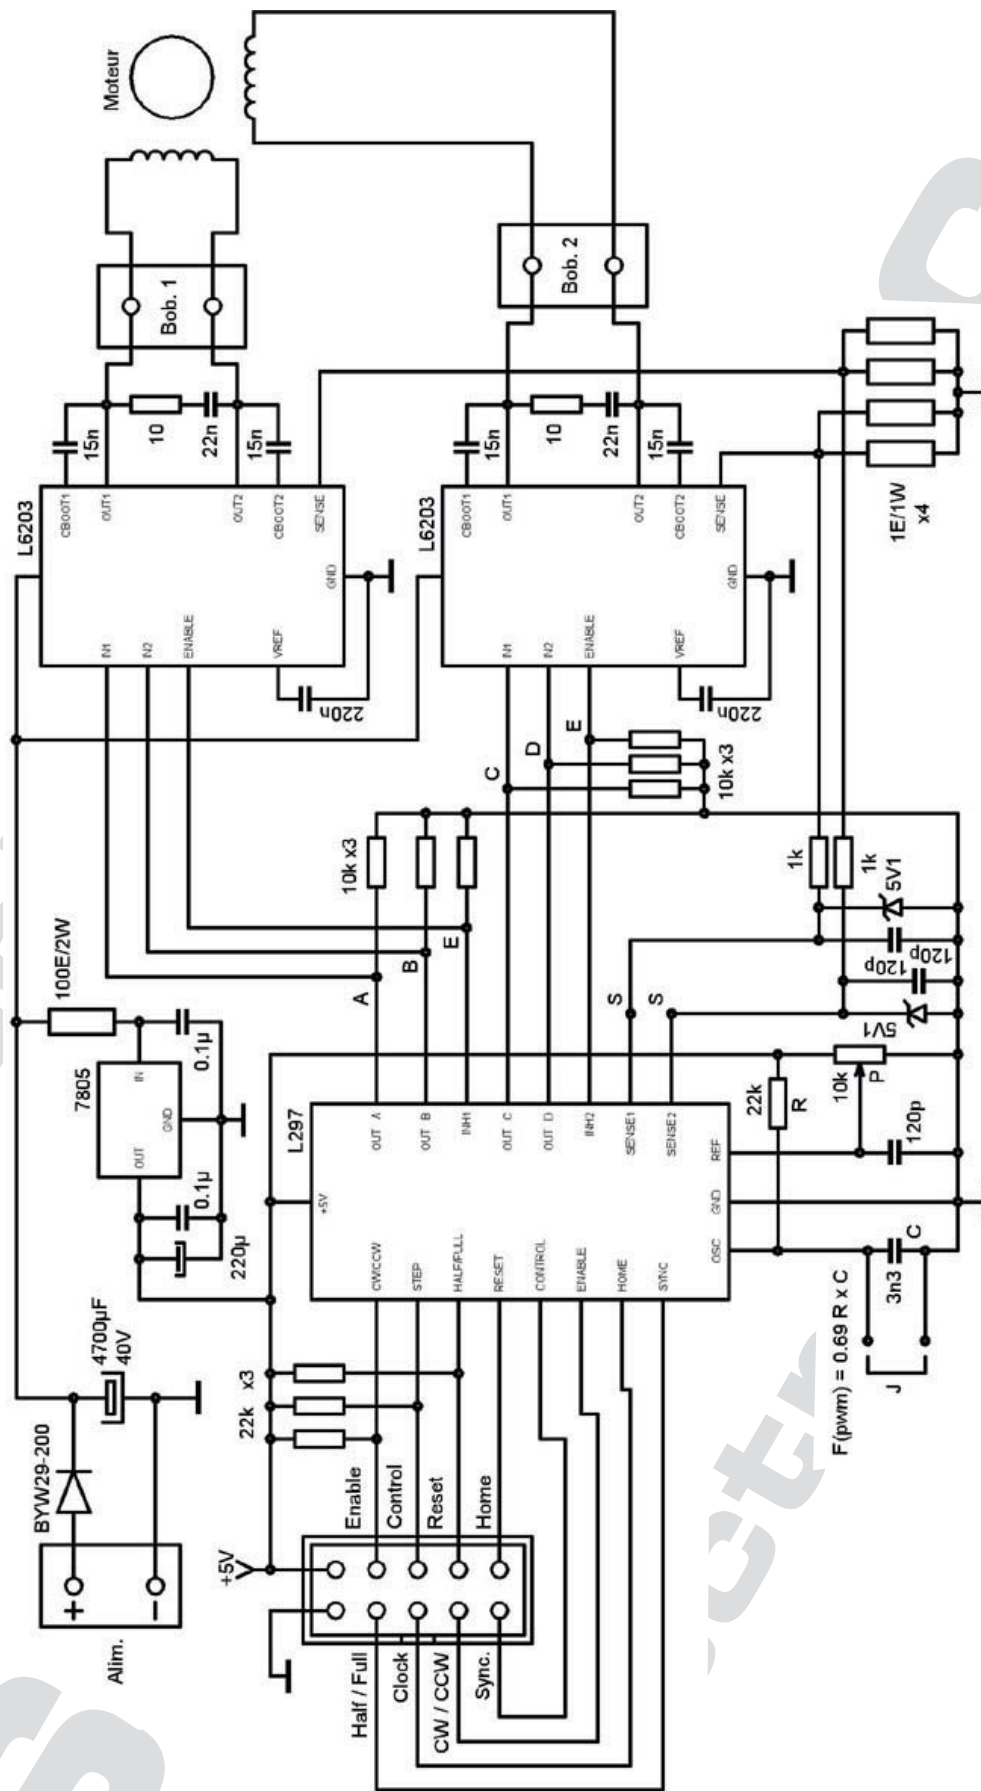 Moteur
Bob. 1
Bob. 2
15n
10
22n
15n
15n
10
22n
15n
L6203
CBOOT1
OUT1
OUT2
CBOOT2
SENSE
GND
IN1
IN2
ENABLE
VREF
220n
L6203
CBOOT1
OUT1
OUT2
CBOOT2
SENSE
GND
IN1
IN2
ENABLE
VREF
220n
1E/1W
x4
10k x3
C
D
E
10k x3
A
B
E
1k
1k
5V1
120p
120p
5V1
S
S
100E/2W
7805
IN
GND
OUT
0.1µ
0.1µ
220µ
4700µF
40V
BYW29-200
Alim.
+
-
L297
+5V
OUT A
OUT B
INH1
OUT C
OUT D
INH2
SENSE1
SENSE2
CW/CCW
STEP
HALF/FULL
RESET
CONTROL
ENABLE
HOME
SYNC
REF
GND
OSC
22k
R
10k
P
120p
3n3
C
J
F(pwm) = 0.69 R x C
22k x3
+5V
Enable
Control
Reset
Home
Half / Full
Clock
CW / CCW
Sync.